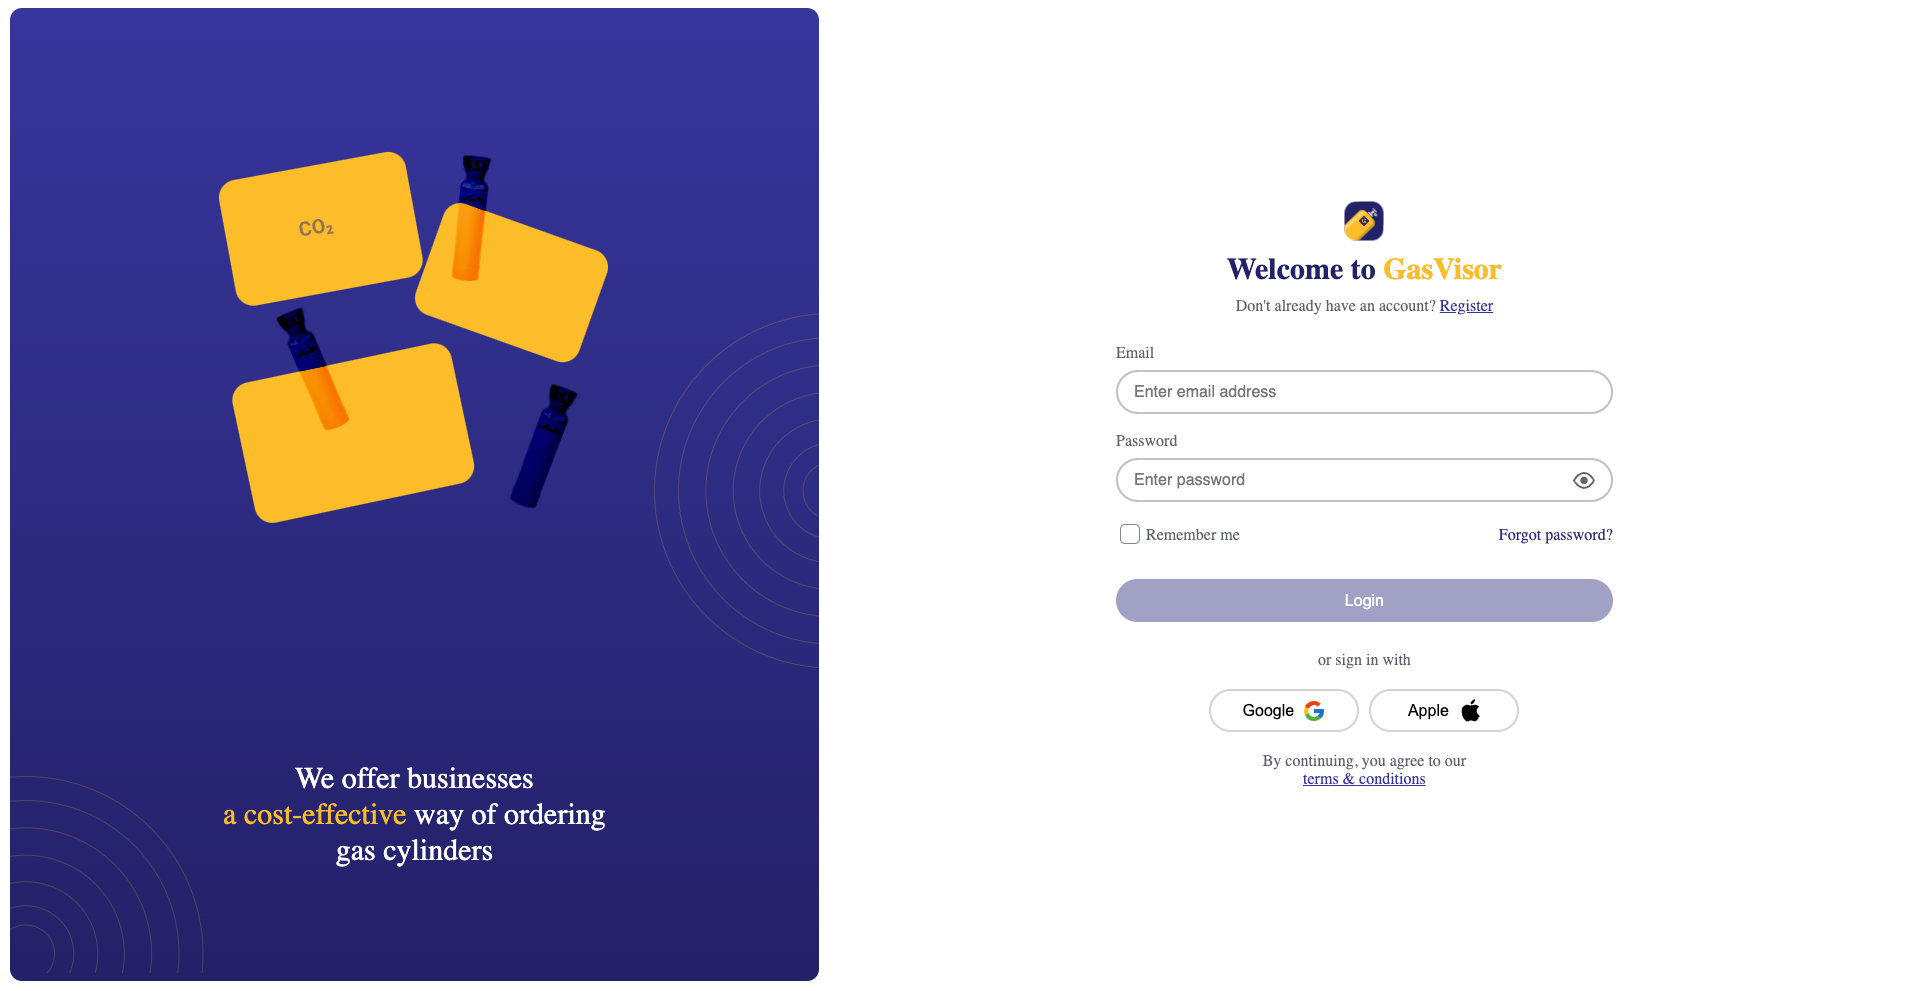 CO₂
We offer businesses
a cost-effective way of ordering
gas cylinders
Welcome to GasVisor
Don't already have an account? Register
Email
Enter email address
Password
Enter password
Remember me
Forgot password?
Login
or sign in with
Google
Apple
By continuing, you agree to our
terms & conditions